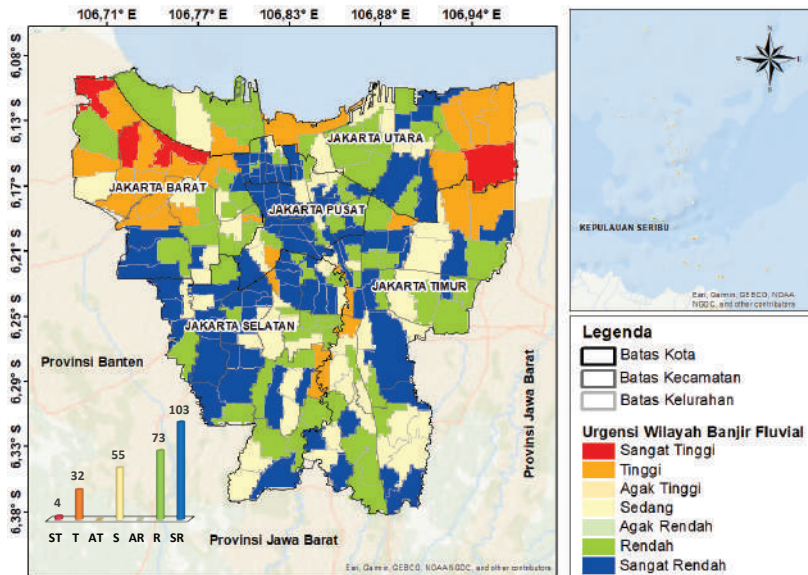 106,71° E 106,77° E 106,83° E 106,88° E 106,94° E
6,08° S
6,13° S
6,17° S
6,21° S
6,25° S
6,29° S
6,33° S
6,38° S
JAKARTA UTARA
JAKARTA BARAT
JAKARTA PUSAT
JAKARTA TIMUR
JAKARTA SELATAN
Provinsi Banten
Provinsi Jawa Barat
Provinsi Jawa Barat
4 32 55 73 103
ST T AT S AR R SR
Esri, Garmin, GEBCO, NOAA NGDC, and other contributors
N
W E
S
KEPULAUAN SERIBU
Esri, Garmin, GEBCO, NOAA-
NGDC, and other contributors
Legenda
Batas Kota
Batas Kecamatan
Batas Kelurahan
Urgensi Wilayah Banjir Fluvial
Sangat Tinggi
Tinggi
Agak Tinggi
Sedang
Agak Rendah
Rendah
Sangat Rendah